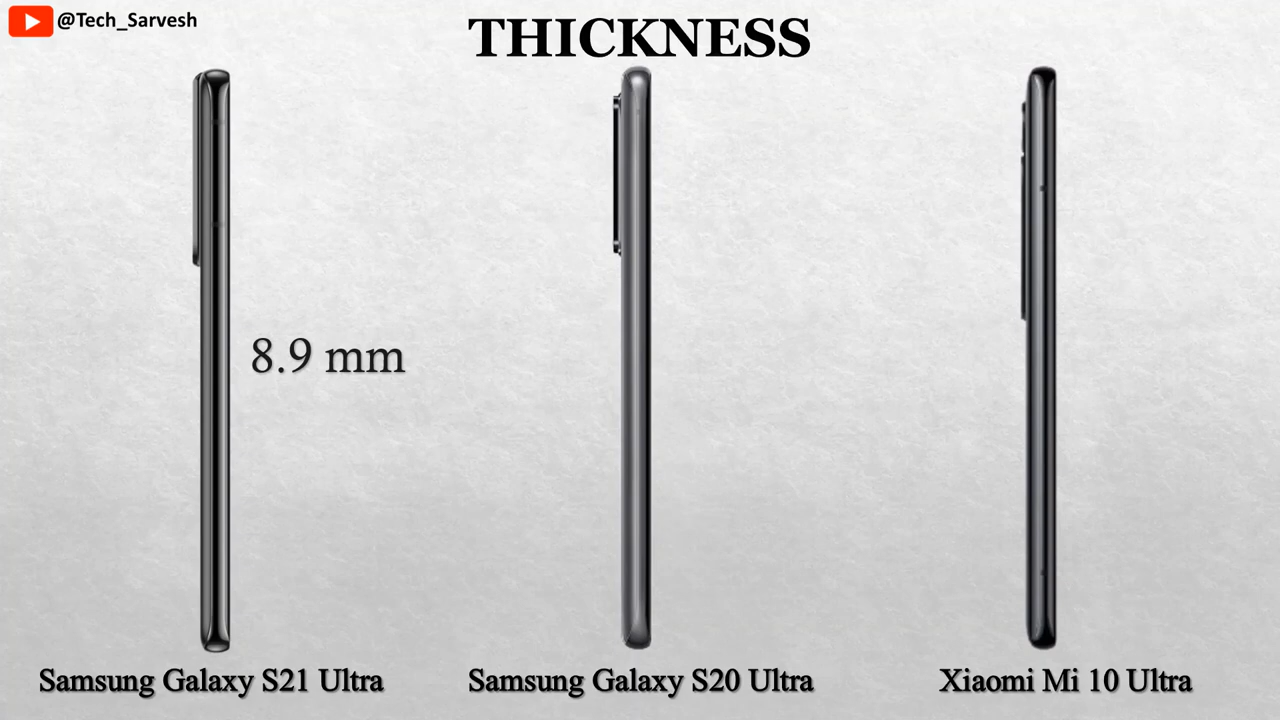 @Tech_Sarvesh
THICKNESS
8.9 mm
Samsung Galaxy S21 Ultra
Samsung Galaxy S20 Ultra
Xiaomi Mi 10 Ultra